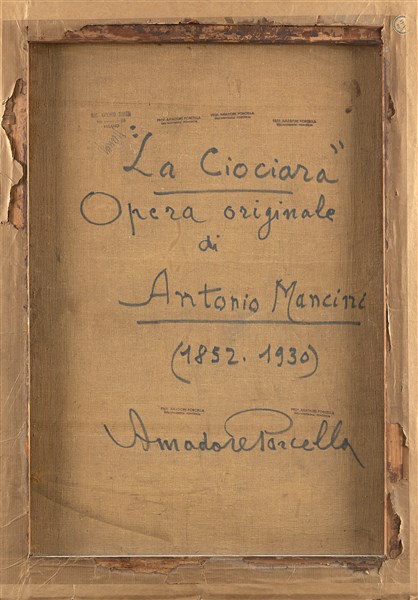 "La Ciociara"
Opera originale
di
Antonio Mancini
(1852. 1930)
Amadore Porcella